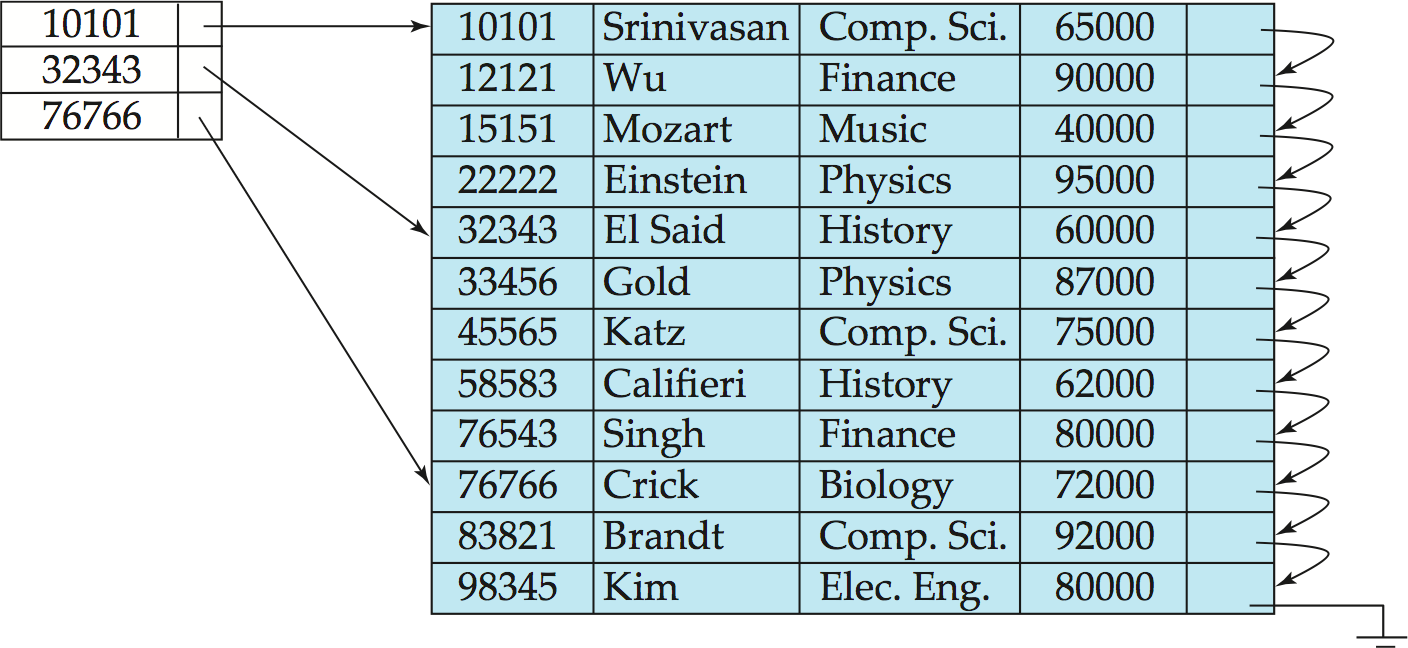 10101
32343
76766
10101 Srinivasan Comp. Sci. 65000
12121 Wu Finance 90000
15151 Mozart Music 40000
22222 Einstein Physics 95000
32343 El Said History 60000
33456 Gold Physics 87000
45565 Katz Comp. Sci. 75000
58583 Califieri History 62000
76543 Singh Finance 80000
76766 Crick Biology 72000
83821 Brandt Comp. Sci. 92000
98345 Kim Elec. Eng. 80000